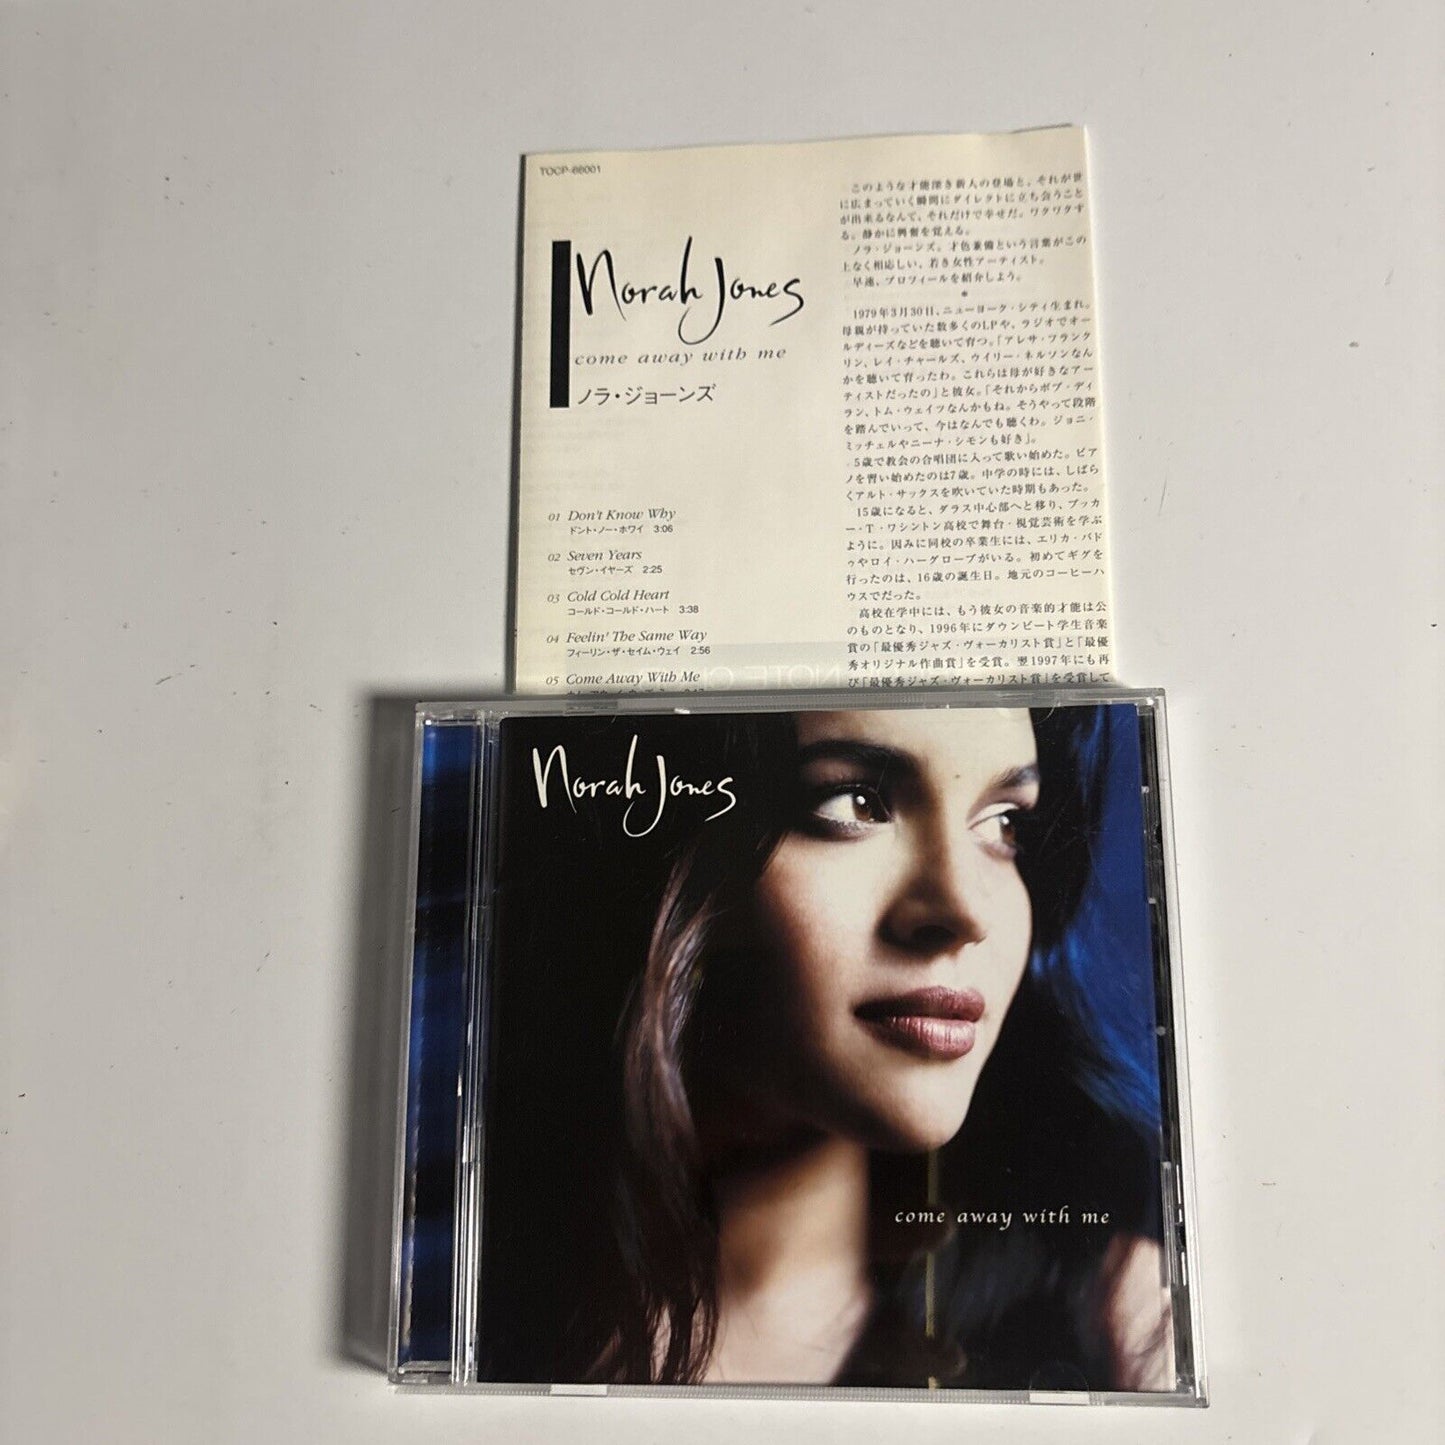 TOCP-66001
Norah Jones
come away with me
ノラ・ジョーンズ
01 Don't Know Why
ドント・ノー・ホワイ 3:06
02 Seven Years
セヴン・イヤーズ 2:25
03 Cold Cold Heart
コールド・コールド・ハート 3:38
04 Feelin' The Same Way
フィーリン・ザ・セイム・ウェイ 2:56
05 Come Away With Me
このような才能深き新人の登場と、それが世
に広まっていく瞬間にダイレクトに立ち会うこと
が出来るなんて、それだけで幸せだ。ワクワクす
る。静かに興奮を覚える。
ノラ・ジョーンズ。才色兼備という言葉がこの
上なく相応しい、若き女性アーティスト。
早速、プロフィールを紹介しよう。
*
1979年3月30日、ニューヨーク・シティ生まれ。
母親が持っていた数多くのLPや、ラジオでオー
ルディーズなどを聴いて育つ。「アレサ・フランク
リン、レイ・チャールズ、ウイリー・ネルソンなん
かを聴いて育ったわ。これらは母が好きなアー
ティストだったの」と彼女。「それからボブ・ディ
ラン、トム・ウェイツなんかもね。そうやって段階
を踏んでいって、今はなんでも聴くわ。ジョニ・
ミッチェルやニーナ・シモンも好き」。
5歳で教会の合唱団に入って歌い始めた。ピア
ノを習い始めたのは7歳。中学の時には、しばら
くアルト・サックスを吹いていた時期もあった。
15歳になると、ダラス中心部へと移り、ブッカ
ー・T・ワシントン高校で舞台・視覚芸術を学ぶ
ように。因みに同校の卒業生には、エリカ・バド
ゥやロイ・ハーグローブがいる。初めてギグを
行ったのは、16歳の誕生日。地元のコーヒーハ
ウスでだった。
高校在学中には、もう彼女の音楽的才能は公
のものとなり、1996年にダウンビート学生音楽
賞の「最優秀ジャズ・ヴォーカリスト賞」と「最優
秀オリジナル作曲賞」を受賞。翌1997年にも再
び「最優秀ジャズ・ヴォーカリスト賞」を受賞して
Norah Jones
come away with me